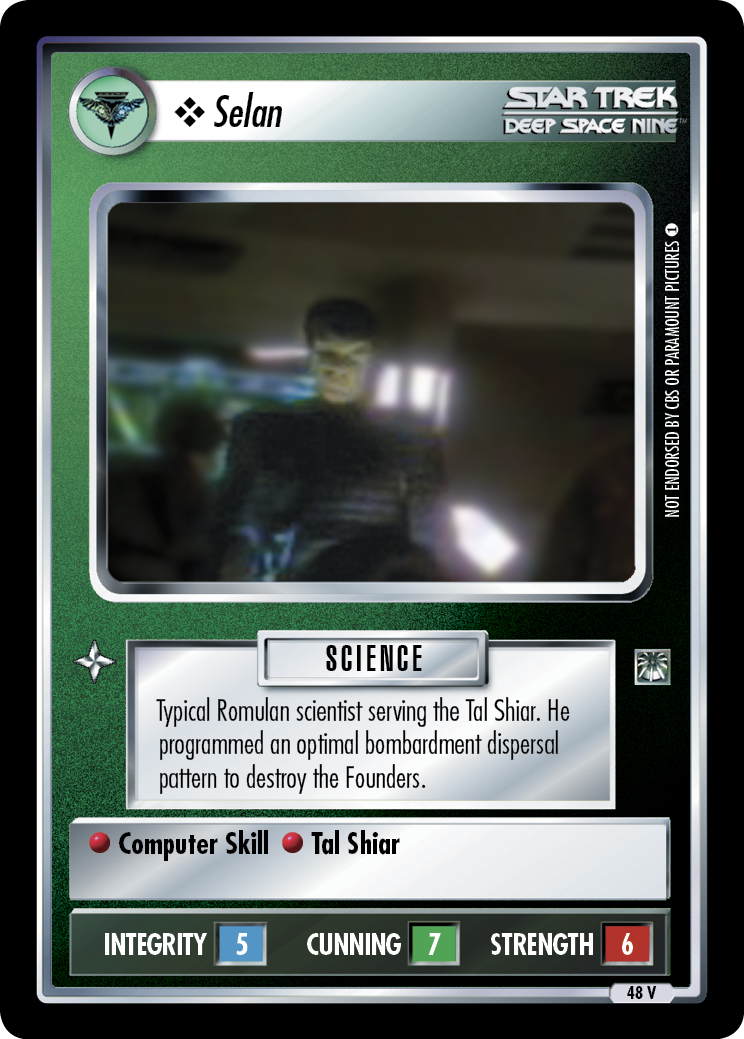 ❖ Selan
STAR TREK
DEEP SPACE NINE™
NOT ENDORSED BY CBS OR PARAMOUNT PICTURES 1
SCIENCE
Typical Romulan scientist serving the Tal Shiar. He
programmed an optimal bombardment dispersal
pattern to destroy the Founders.
Computer Skill Tal Shiar
INTEGRITY 5 CUNNING 7 STRENGTH 6
48 V